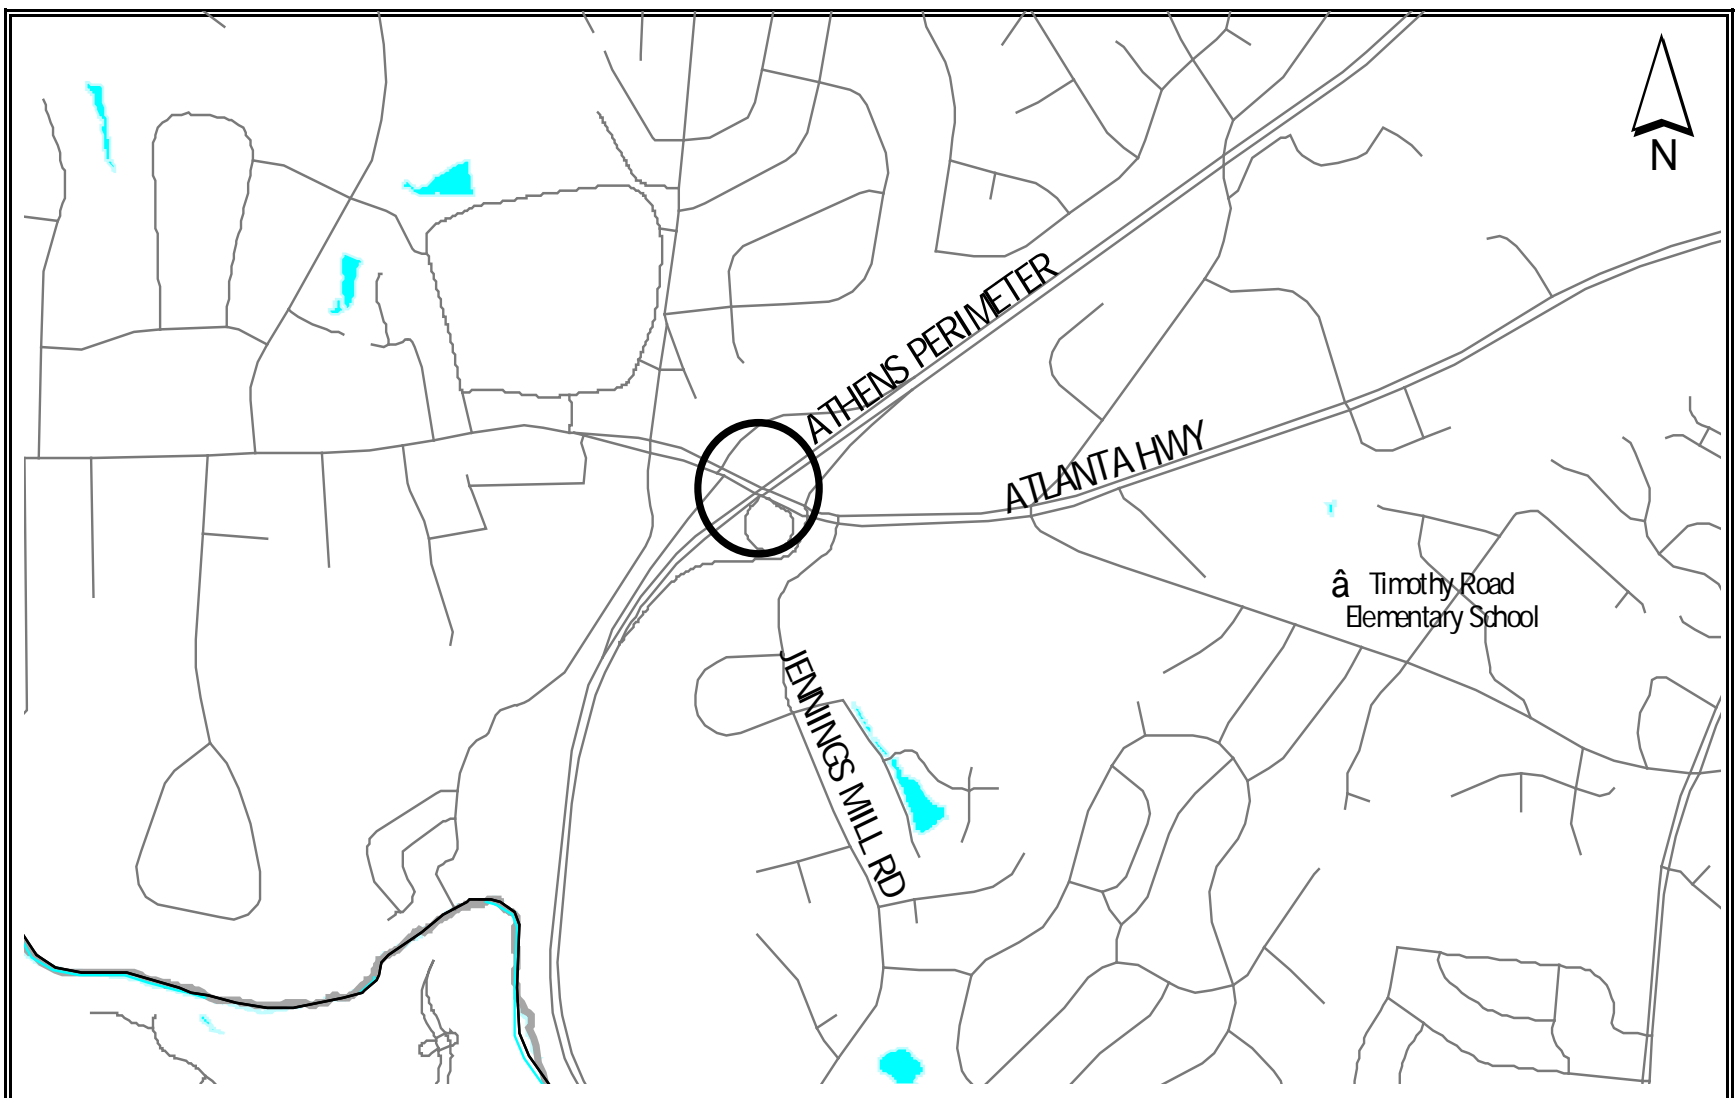 N
ATHENS PERIMETER
ATLANTA HWY
â Timothy Road
Elementary School
JENNINGS MILL RD